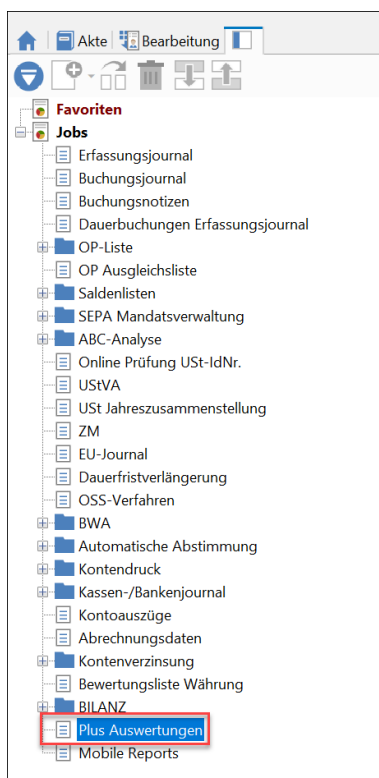 Akte Bearbeitung
Favoriten
Jobs
Erfassungsjournal
Buchungsjournal
Buchungsnotizen
Dauerbuchungen Erfassungsjournal
OP-Liste
OP Ausgleichsliste
Saldenlisten
SEPA Mandatsverwaltung
ABC-Analyse
Online Prüfung USt-IdNr.
UStVA
USt Jahreszusammenstellung
ZM
EU-Journal
Dauerfristverlängerung
OSS-Verfahren
BWA
Automatische Abstimmung
Kontendruck
Kassen-/Bankenjournal
Kontoauszüge
Abrechnungsdaten
Kontenverzinsung
Bewertungsliste Währung
BILANZ
Plus Auswertungen
Mobile Reports